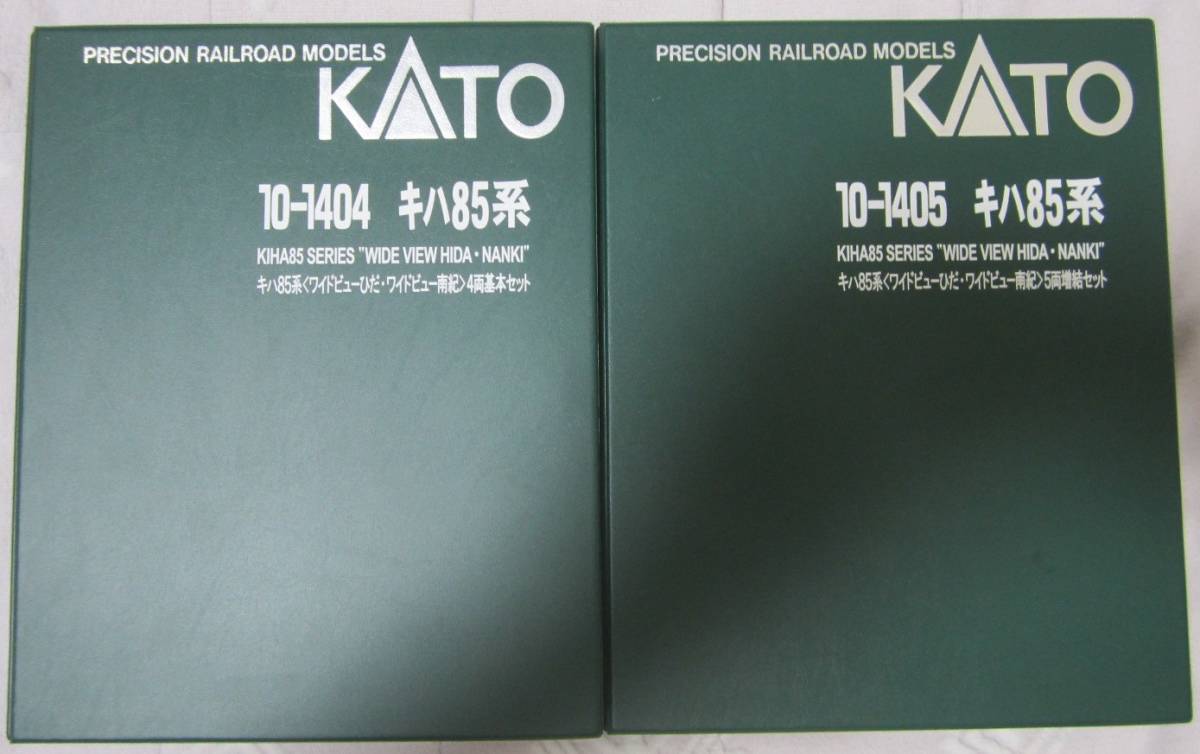 PRECISION RAILROAD MODELS
KATO
10-1404 キハ85系
KIHA85 SERIES "WIDE VIEW HIDA・NANKI"
キハ85系〈ワイドビューひだ・ワイドビュー南紀〉4両基本セット
PRECISION RAILROAD MODELS
KATO
10-1405 キハ85系
KIHA85 SERIES "WIDE VIEW HIDA・NANKI"
キハ85系〈ワイドビューひだ・ワイドビュー南紀〉5両増結セット